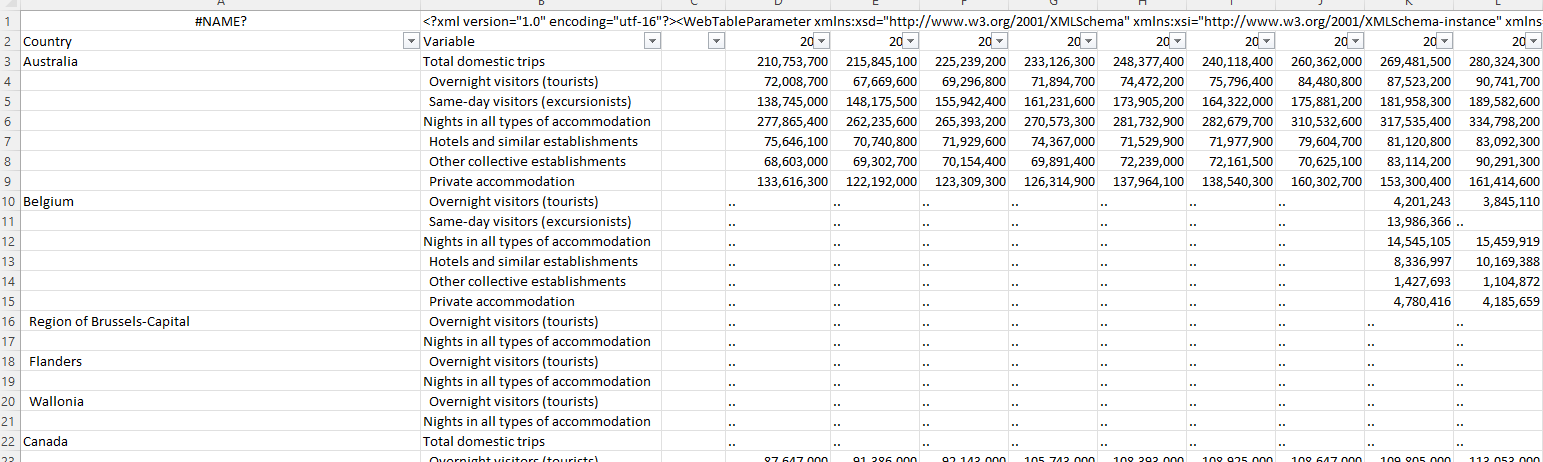 A B C D E F G H I J K L
1 #NAME? <?xml version="1.0" encoding="utf-16"?><WebTableParameter xmlns:xsd="http://www.w3.org/2001/XMLSchema" xmlns:xsi="http://www.w3.org/2001/XMLSchema-instance" xmlns
2 Country Variable 20 20 20 20 20 20 20 20 20
3 Australia Total domestic trips 210,753,700 215,845,100 225,239,200 233,126,300 248,377,400 240,118,400 260,362,000 269,481,500 280,324,300
4 Overnight visitors (tourists) 72,008,700 67,669,600 69,296,800 71,894,700 74,472,200 75,796,400 84,480,800 87,523,200 90,741,700
5 Same-day visitors (excursionists) 138,745,000 148,175,500 155,942,400 161,231,600 173,905,200 164,322,000 175,881,200 181,958,300 189,582,600
6 Nights in all types of accommodation 277,865,400 262,235,600 265,393,200 270,573,300 281,732,900 282,679,700 310,532,600 317,535,400 334,798,200
7 Hotels and similar establishments 75,646,100 70,740,800 71,929,600 74,367,000 71,529,900 71,977,900 79,604,700 81,120,800 83,092,300
8 Other collective establishments 68,603,000 69,302,700 70,154,400 69,891,400 72,239,000 72,161,500 70,625,100 83,114,200 90,291,300
9 Private accommodation 133,616,300 122,192,000 123,309,300 126,314,900 137,964,100 138,540,300 160,302,700 153,300,400 161,414,600
10 Belgium Overnight visitors (tourists) .. .. .. .. .. .. .. 4,201,243 3,845,110
11 Same-day visitors (excursionists) .. .. .. .. .. .. .. 13,986,366 ..
12 Nights in all types of accommodation .. .. .. .. .. .. .. 14,545,105 15,459,919
13 Hotels and similar establishments .. .. .. .. .. .. .. 8,336,997 10,169,388
14 Other collective establishments .. .. .. .. .. .. .. 1,427,693 1,104,872
15 Private accommodation .. .. .. .. .. .. .. 4,780,416 4,185,659
16 Region of Brussels-Capital Overnight visitors (tourists) .. .. .. .. .. .. .. .. ..
17 Nights in all types of accommodation .. .. .. .. .. .. .. .. ..
18 Flanders Overnight visitors (tourists) .. .. .. .. .. .. .. .. ..
19 Nights in all types of accommodation .. .. .. .. .. .. .. .. ..
20 Wallonia Overnight visitors (tourists) .. .. .. .. .. .. .. .. ..
21 Nights in all types of accommodation .. .. .. .. .. .. .. .. ..
22 Canada Total domestic trips .. .. .. .. .. .. .. .. ..
23 Overnight visitors (tourists) 87,647,000 91,386,000 92,143,000 105,743,000 108,393,000 108,925,000 108,647,000 109,805,000 113,053,000